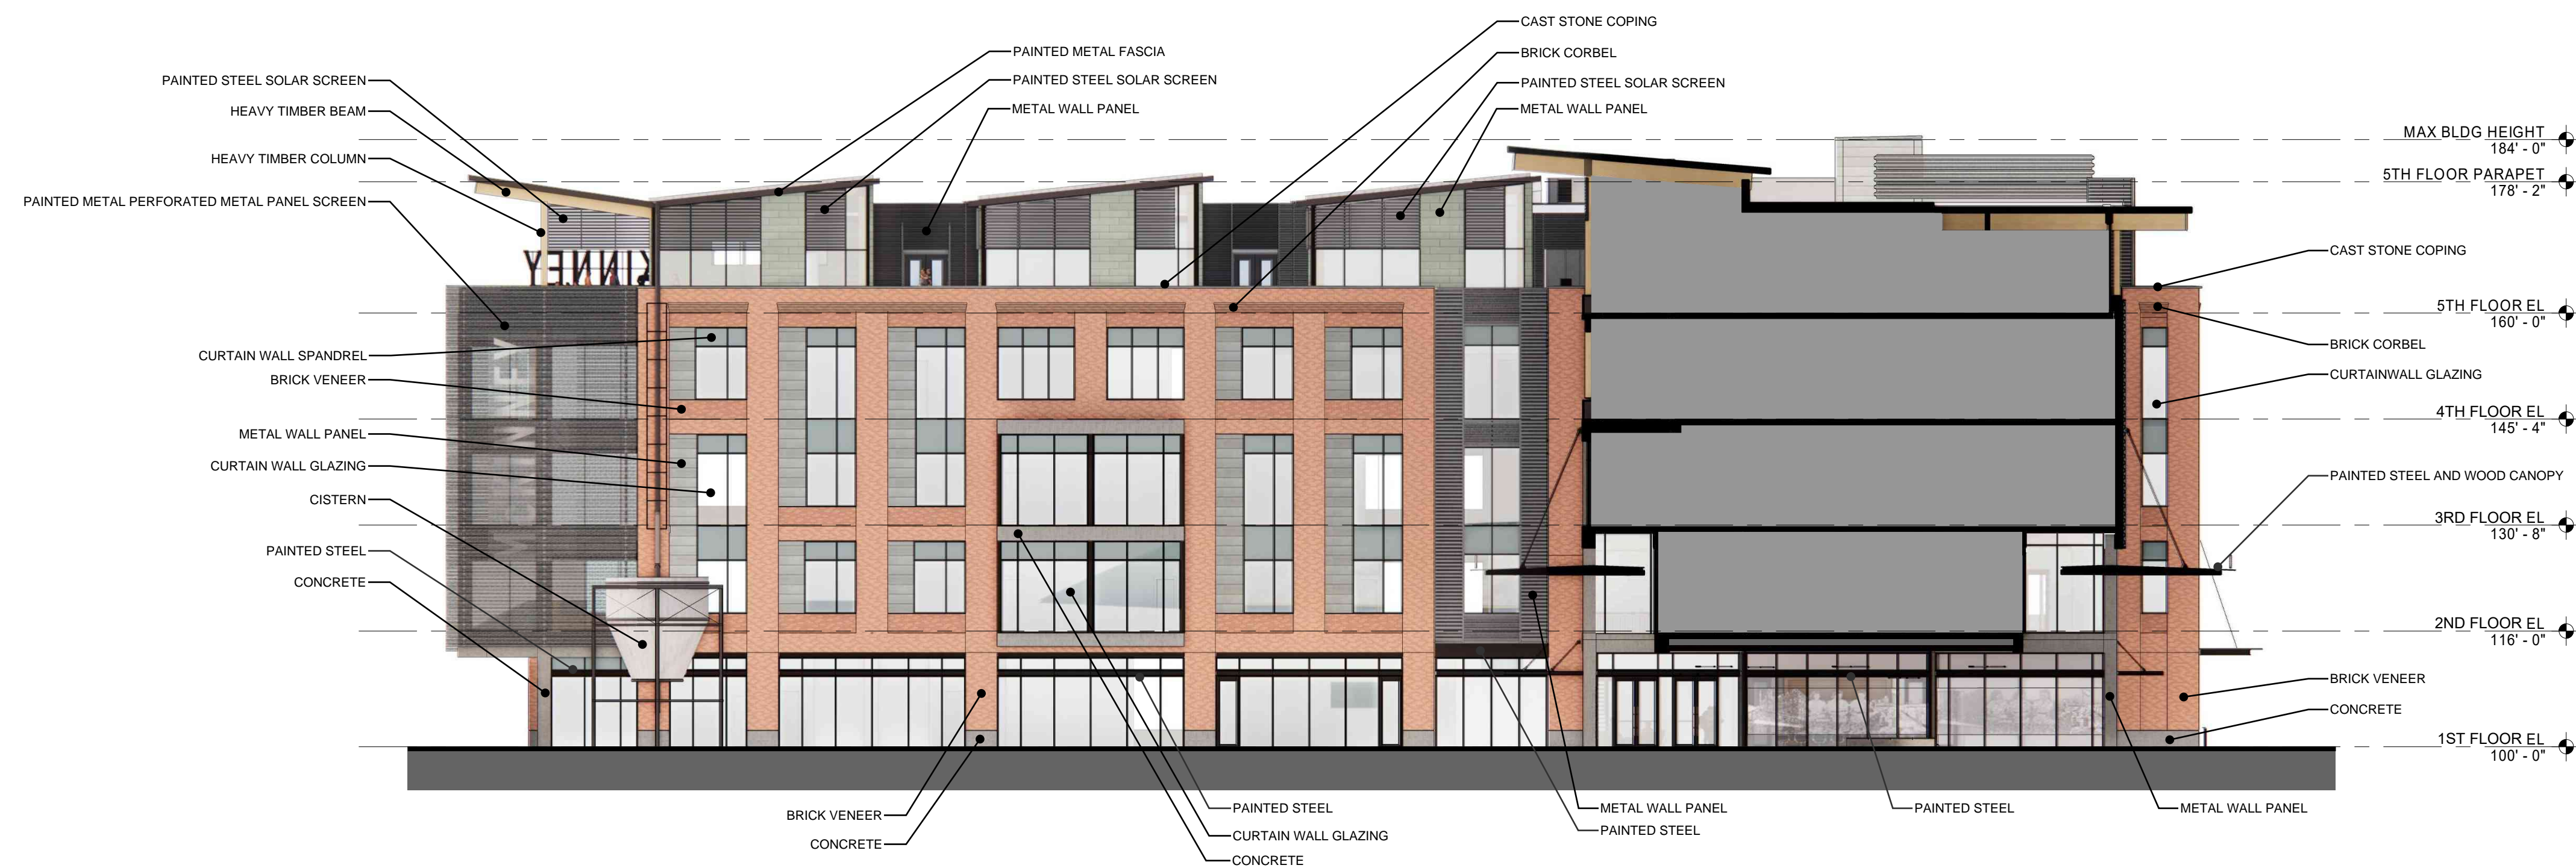 CAST STONE COPING
PAINTED METAL FASCIA
BRICK CORBEL
PAINTED STEEL SOLAR SCREEN
PAINTED STEEL SOLAR SCREEN
PAINTED STEEL SOLAR SCREEN
HEAVY TIMBER BEAM
METAL WALL PANEL
METAL WALL PANEL
MAX BLDG HEIGHT
184' - 0"
HEAVY TIMBER COLUMN
5TH FLOOR PARAPET
178' - 2"
PAINTED METAL PERFORATED METAL PANEL SCREEN
KINNEY
CAST STONE COPING
5TH FLOOR EL
160' - 0"
BRICK CORBEL
CURTAIN WALL SPANDREL
BRICK VENEER
CURTAINWALL GLAZING
4TH FLOOR EL
145' - 4"
METAL WALL PANEL
CURTAIN WALL GLAZING
PAINTED STEEL AND WOOD CANOPY
CISTERN
3RD FLOOR EL
130' - 8"
PAINTED STEEL
CONCRETE
2ND FLOOR EL
116' - 0"
BRICK VENEER
CONCRETE
1ST FLOOR EL
100' - 0"
BRICK VENEER
CONCRETE
PAINTED STEEL
CURTAIN WALL GLAZING
CONCRETE
METAL WALL PANEL
PAINTED STEEL
PAINTED STEEL
METAL WALL PANEL